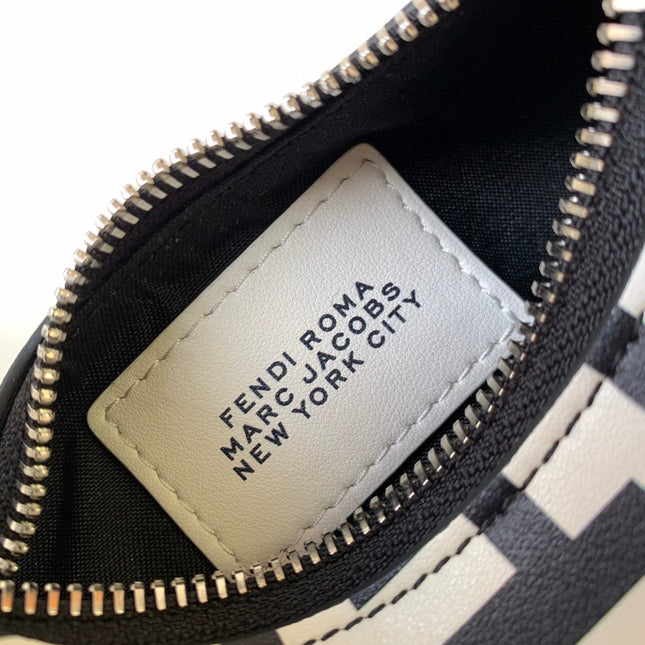 FENDI ROMA
MARC JACOBS
NEW YORK CITY